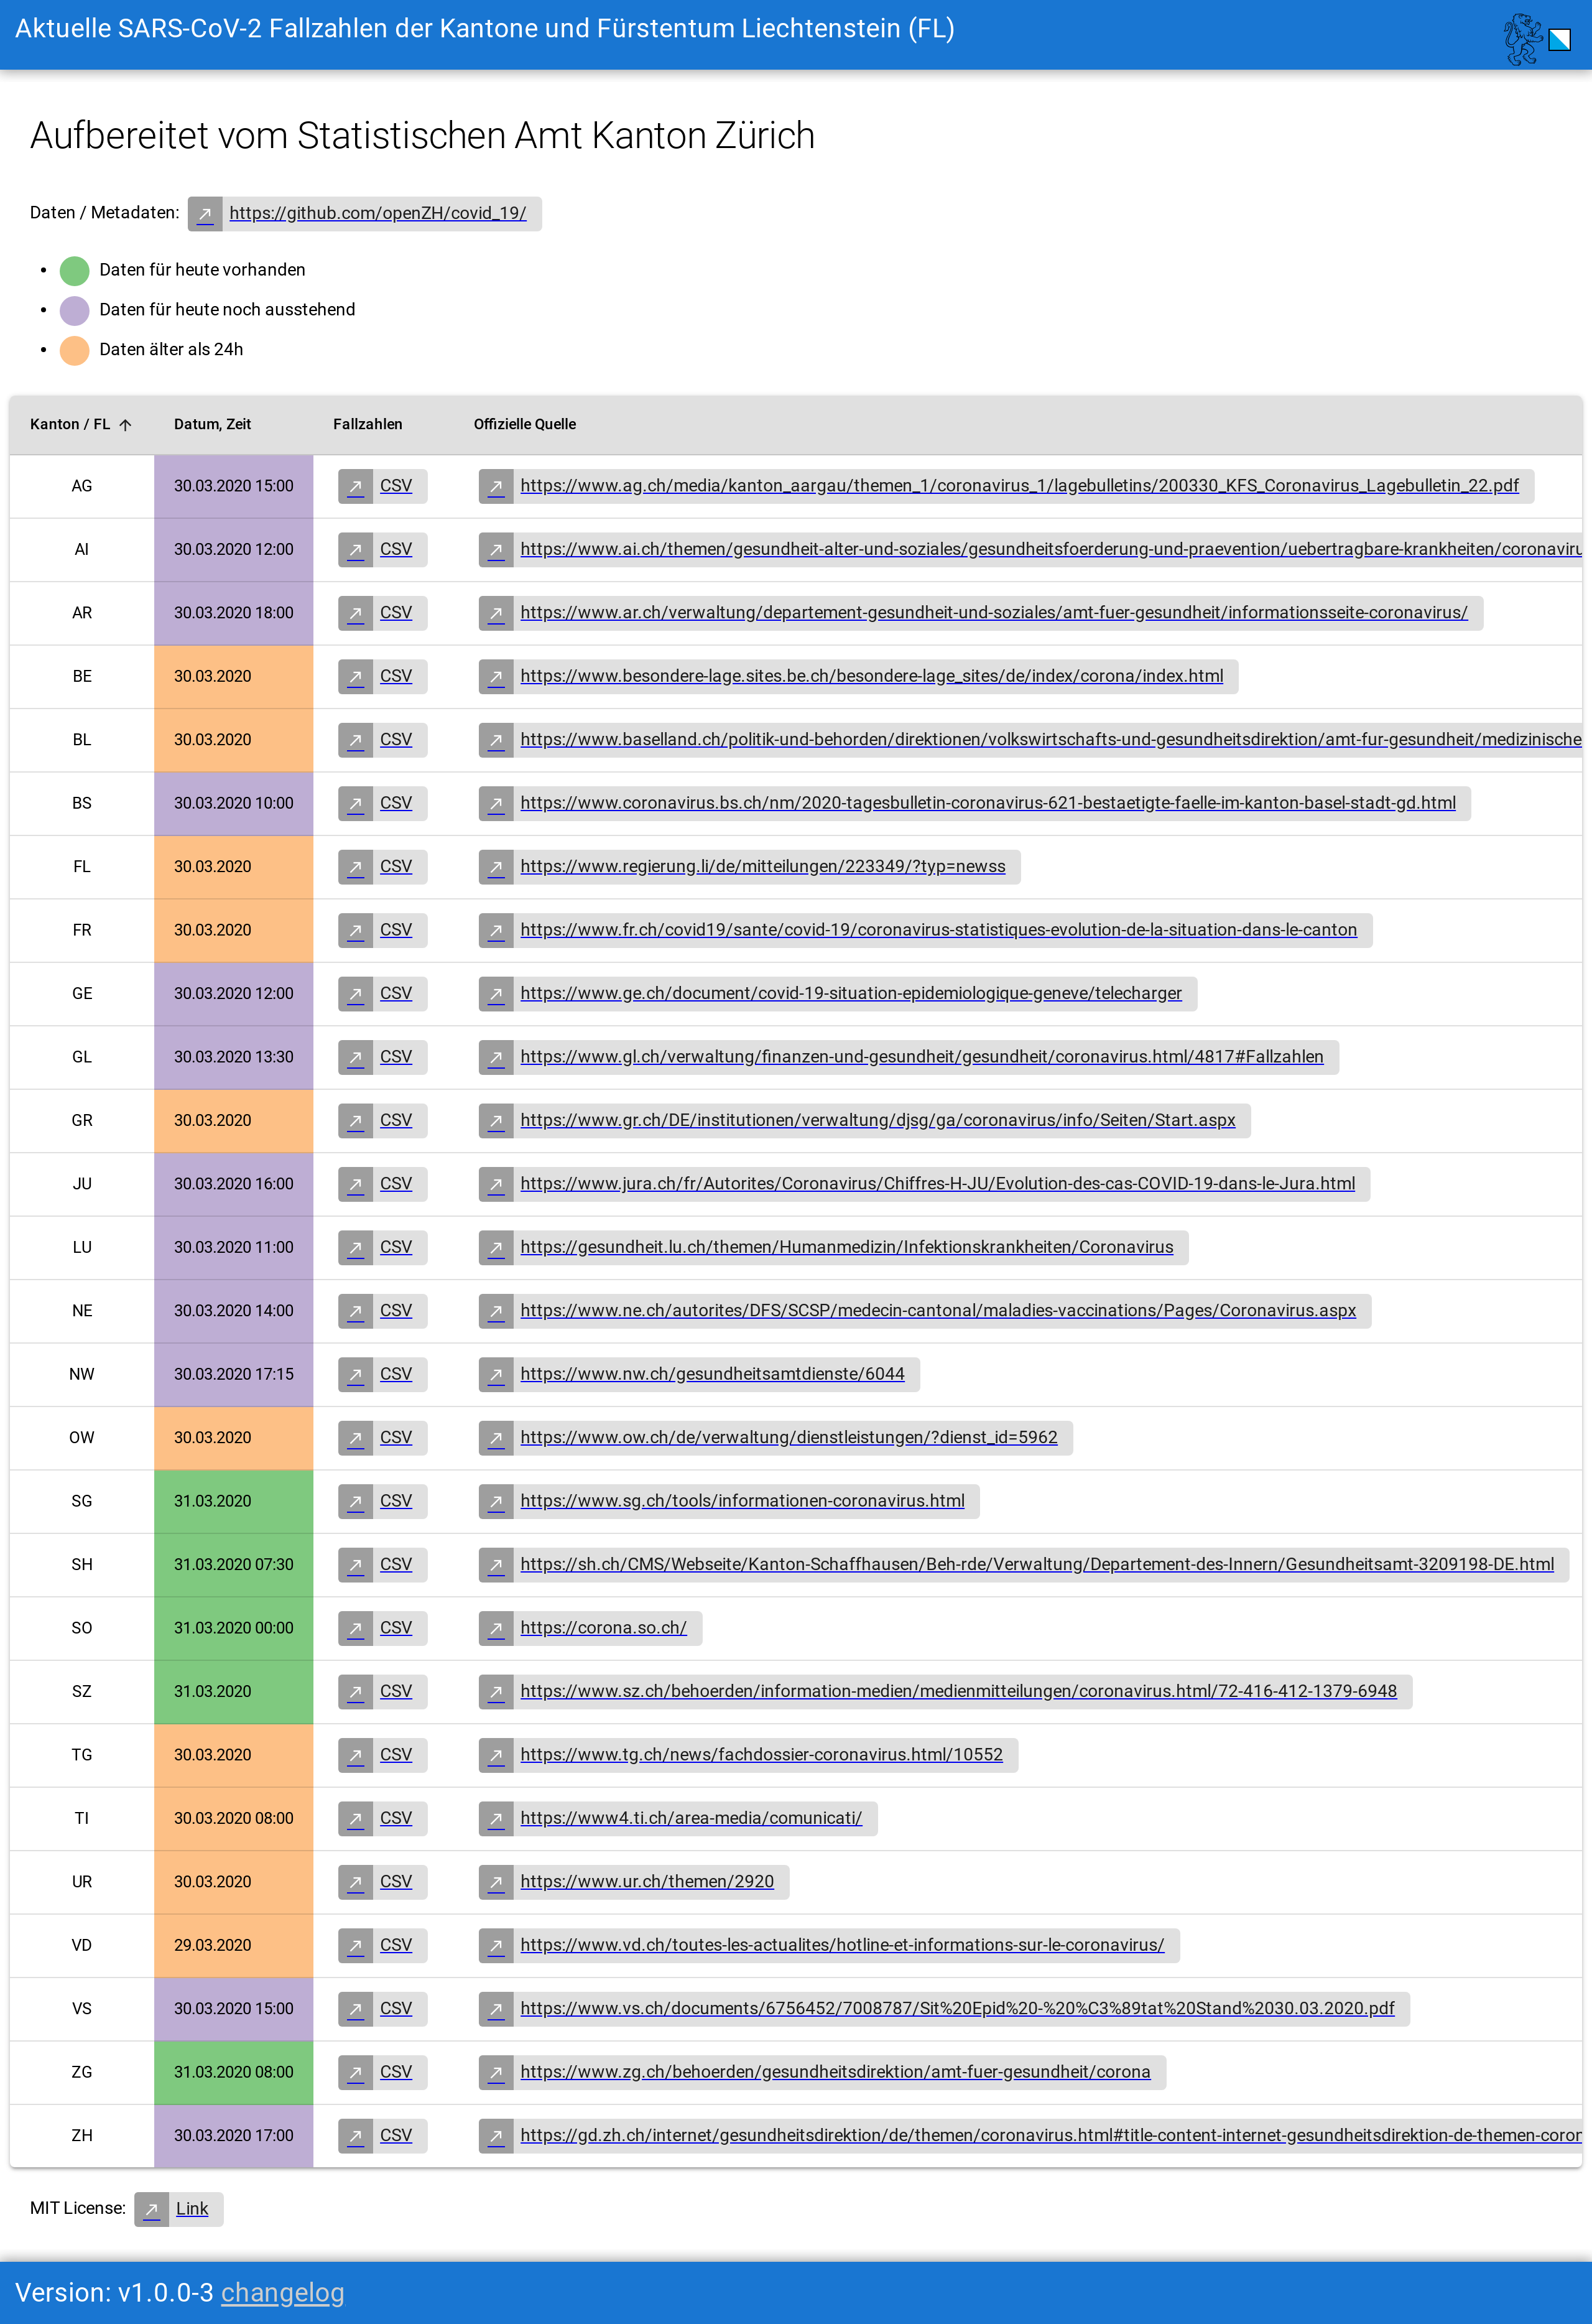 Aktuelle SARS-CoV-2 Fallzahlen der Kantone und Fürstentum Liechtenstein (FL)
Aufbereitet vom Statistischen Amt Kanton Zürich
Daten / Metadaten: https://github.com/openZH/covid_19/
Daten für heute vorhanden
Daten für heute noch ausstehend
Daten älter als 24h
Kanton / FL Datum, Zeit Fallzahlen Offizielle Quelle
AG 30.03.2020 15:00 CSV https://www.ag.ch/media/kanton_aargau/themen_1/coronavirus_1/lagebulletins/200330_KFS_Coronavirus_Lagebulletin_22.pdf
AI 30.03.2020 12:00 CSV https://www.ai.ch/themen/gesundheit-alter-und-soziales/gesundheitsfoerderung-und-praevention/uebertragbare-krankheiten/coronaviru
AR 30.03.2020 18:00 CSV https://www.ar.ch/verwaltung/departement-gesundheit-und-soziales/amt-fuer-gesundheit/informationsseite-coronavirus/
BE 30.03.2020 CSV https://www.besondere-lage.sites.be.ch/besondere-lage_sites/de/index/corona/index.html
BL 30.03.2020 CSV https://www.baselland.ch/politik-und-behorden/direktionen/volkswirtschafts-und-gesundheitsdirektion/amt-fur-gesundheit/medizinische
BS 30.03.2020 10:00 CSV https://www.coronavirus.bs.ch/nm/2020-tagesbulletin-coronavirus-621-bestaetigte-faelle-im-kanton-basel-stadt-gd.html
FL 30.03.2020 CSV https://www.regierung.li/de/mitteilungen/223349/?typ=newss
FR 30.03.2020 CSV https://www.fr.ch/covid19/sante/covid-19/coronavirus-statistiques-evolution-de-la-situation-dans-le-canton
GE 30.03.2020 12:00 CSV https://www.ge.ch/document/covid-19-situation-epidemiologique-geneve/telecharger
GL 30.03.2020 13:30 CSV https://www.gl.ch/verwaltung/finanzen-und-gesundheit/gesundheit/coronavirus.html/4817#Fallzahlen
GR 30.03.2020 CSV https://www.gr.ch/DE/institutionen/verwaltung/djsg/ga/coronavirus/info/Seiten/Start.aspx
JU 30.03.2020 16:00 CSV https://www.jura.ch/fr/Autorites/Coronavirus/Chiffres-H-JU/Evolution-des-cas-COVID-19-dans-le-Jura.html
LU 30.03.2020 11:00 CSV https://gesundheit.lu.ch/themen/Humanmedizin/Infektionskrankheiten/Coronavirus
NE 30.03.2020 14:00 CSV https://www.ne.ch/autorites/DFS/SCSP/medecin-cantonal/maladies-vaccinations/Pages/Coronavirus.aspx
NW 30.03.2020 17:15 CSV https://www.nw.ch/gesundheitsamtdienste/6044
OW 30.03.2020 CSV https://www.ow.ch/de/verwaltung/dienstleistungen/?dienst_id=5962
SG 31.03.2020 CSV https://www.sg.ch/tools/informationen-coronavirus.html
SH 31.03.2020 07:30 CSV https://sh.ch/CMS/Webseite/Kanton-Schaffhausen/Beh-rde/Verwaltung/Departement-des-Innern/Gesundheitsamt-3209198-DE.html
SO 31.03.2020 00:00 CSV https://corona.so.ch/
SZ 31.03.2020 CSV https://www.sz.ch/behoerden/information-medien/medienmitteilungen/coronavirus.html/72-416-412-1379-6948
TG 30.03.2020 CSV https://www.tg.ch/news/fachdossier-coronavirus.html/10552
TI 30.03.2020 08:00 CSV https://www4.ti.ch/area-media/comunicati/
UR 30.03.2020 CSV https://www.ur.ch/themen/2920
VD 29.03.2020 CSV https://www.vd.ch/toutes-les-actualites/hotline-et-informations-sur-le-coronavirus/
VS 30.03.2020 15:00 CSV https://www.vs.ch/documents/6756452/7008787/Sit%20Epid%20-%20%C3%89tat%20Stand%2030.03.2020.pdf
ZG 31.03.2020 08:00 CSV https://www.zg.ch/behoerden/gesundheitsdirektion/amt-fuer-gesundheit/corona
ZH 30.03.2020 17:00 CSV https://gd.zh.ch/internet/gesundheitsdirektion/de/themen/coronavirus.html#title-content-internet-gesundheitsdirektion-de-themen-coron
MIT License: Link
Version: v1.0.0-3 changelog